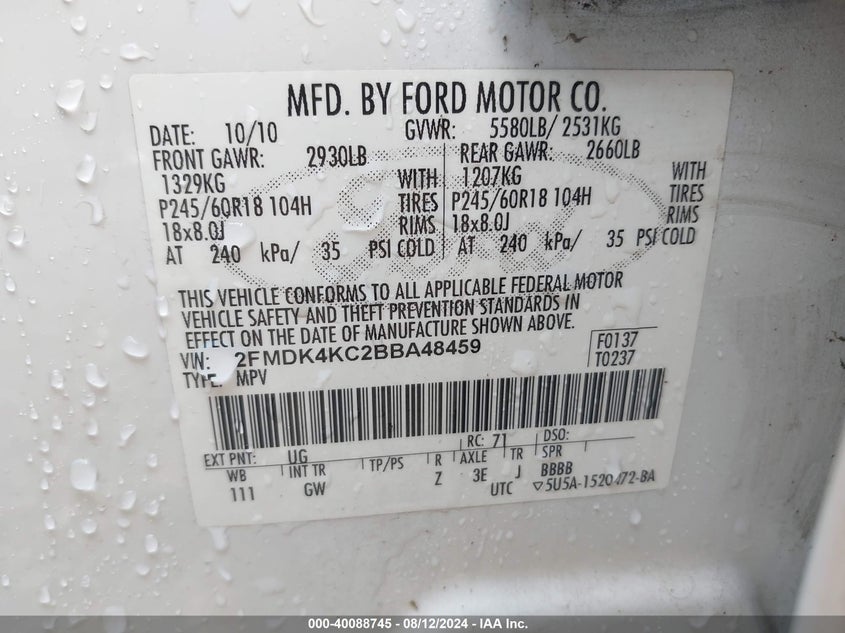 MFD. BY FORD MOTOR CO.
DATE: 10/10 GVWR: 5580LB/ 2531KG
FRONT GAWR: 2930LB REAR GAWR: 2660LB
1329KG WITH 1207KG WITH
P245/60R18 104H TIRES P245/60R18 104H TIRES
18x8.0J RIMS 18x8.0J RIMS
AT 240 kPa/ 35 PSI COLD AT 240 kPa/ 35 PSI COLD
THIS VEHICLE CONFORMS TO ALL APPLICABLE FEDERAL MOTOR
VEHICLE SAFETY AND THEFT PREVENTION STANDARDS IN
EFFECT ON THE DATE OF MANUFACTURE SHOWN ABOVE.
VIN: 2FMDK4KC2BBA48459 F0137
TYPE: MPV T0237
EXT PNT: UG RC: 71 DSO:
WB INT TR TP/PS R AXLE TR SPR
111 GW Z 3E J BBBB
UTC ▽5U5A-1520472-BA
000-40088745 - 08/12/2024 - IAA Inc.